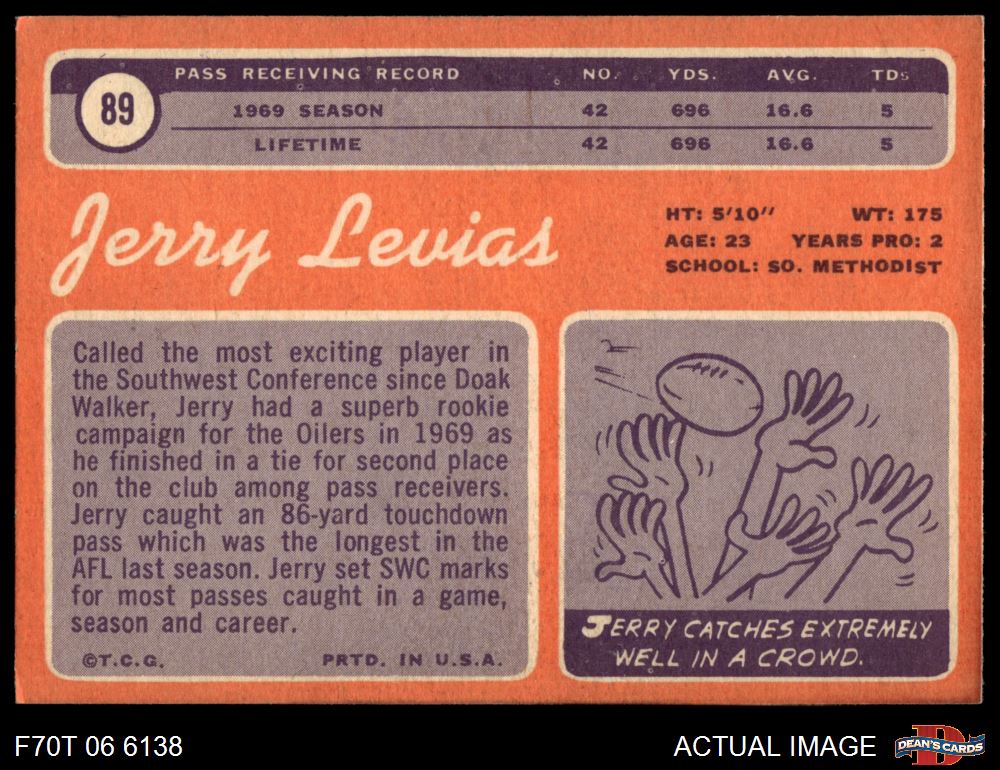 89
PASS RECEIVING RECORD NO. YDS. AVG. TDs
1969 SEASON 42 696 16.6 5
LIFETIME 42 696 16.6 5
Jerry Levias
HT: 5'10" WT: 175
AGE: 23 YEARS PRO: 2
SCHOOL: SO. METHODIST
Called the most exciting player in
the Southwest Conference since Doak
Walker, Jerry had a superb rookie
campaign for the Oilers in 1969 as
he finished in a tie for second place
on the club among pass receivers.
Jerry caught an 86-yard touchdown
pass which was the longest in the
AFL last season. Jerry set SWC marks
for most passes caught in a game,
season and career.
©T.C.G. PRTD. IN U.S.A.
JERRY CATCHES EXTREMELY
WELL IN A CROWD.
F70T 06 6138
ACTUAL IMAGE
D
DEAN'S CARDS